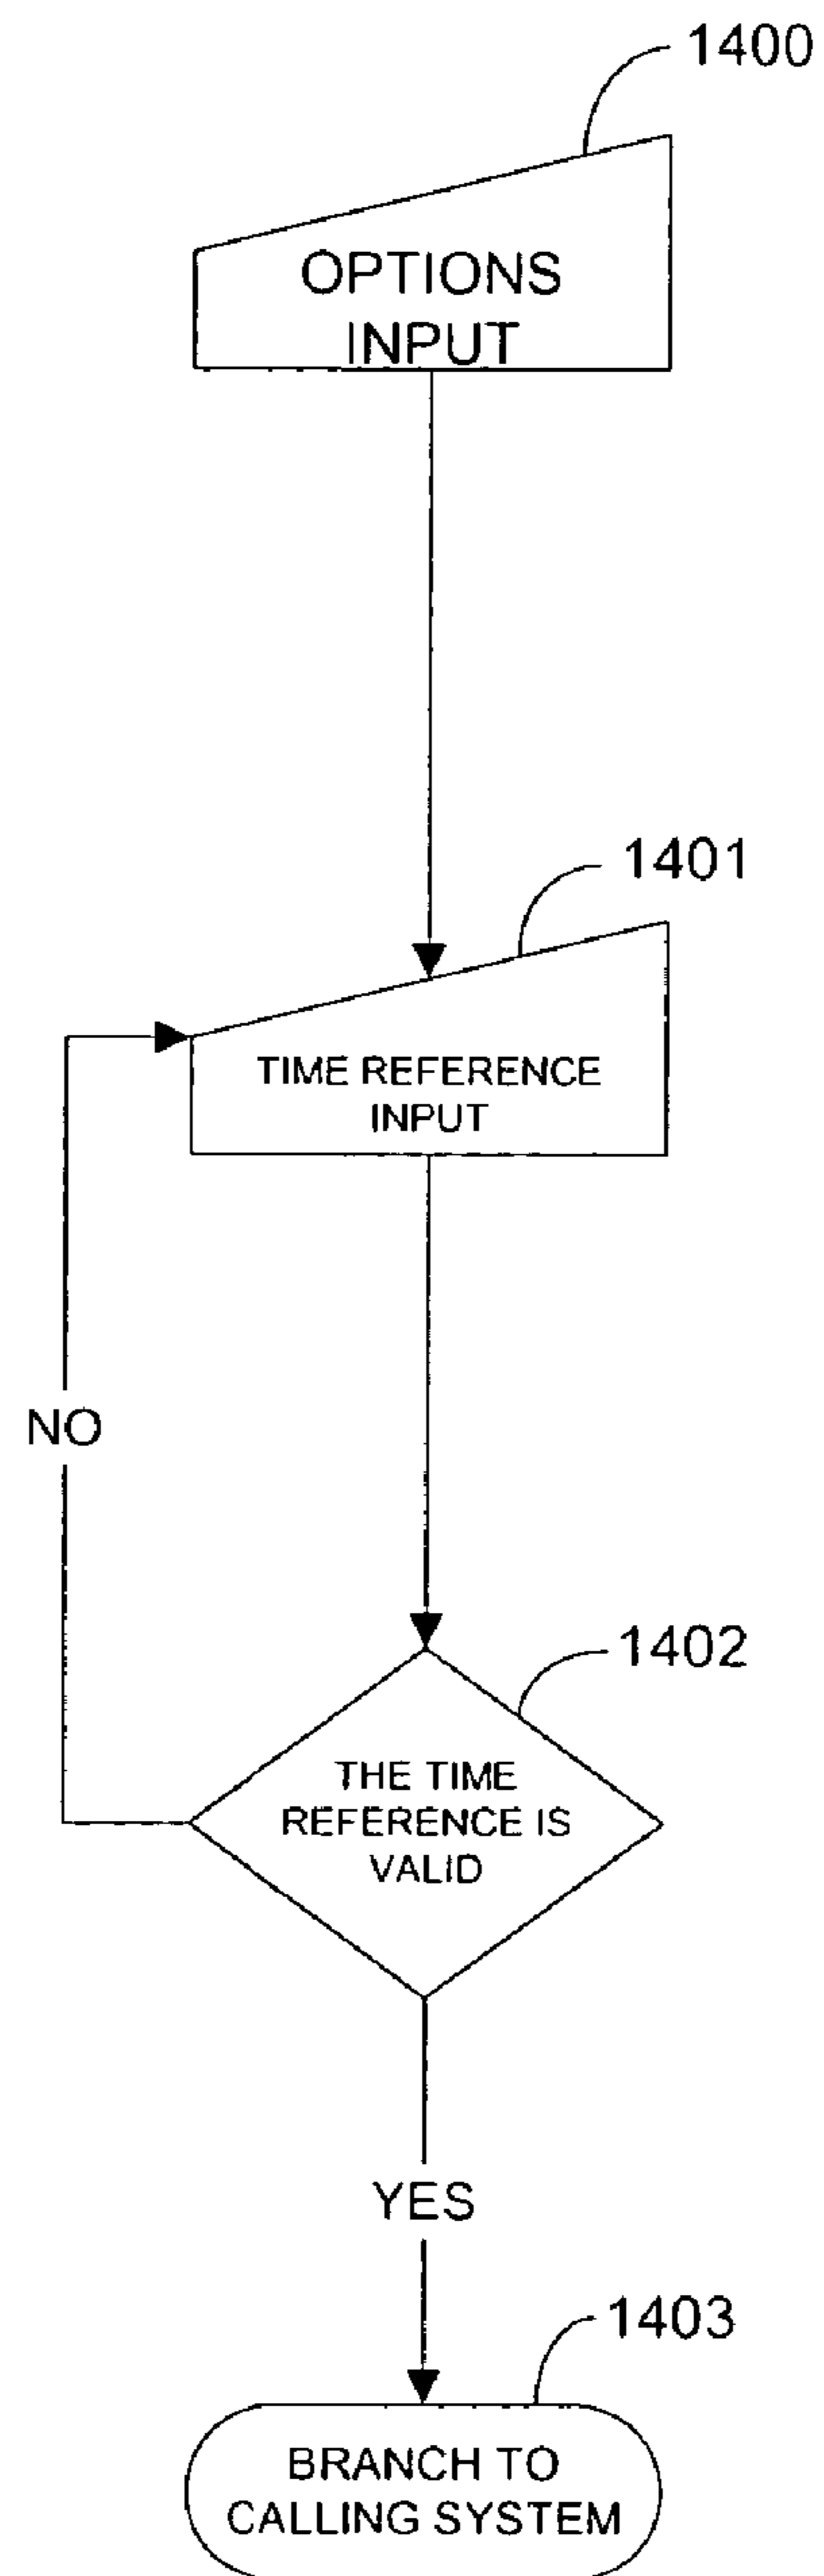 1400
OPTIONS
INPUT
1401
TIME REFERENCE
INPUT
NO
1402
THE TIME
REFERENCE IS
VALID
YES
1403
BRANCH TO
CALLING SYSTEM